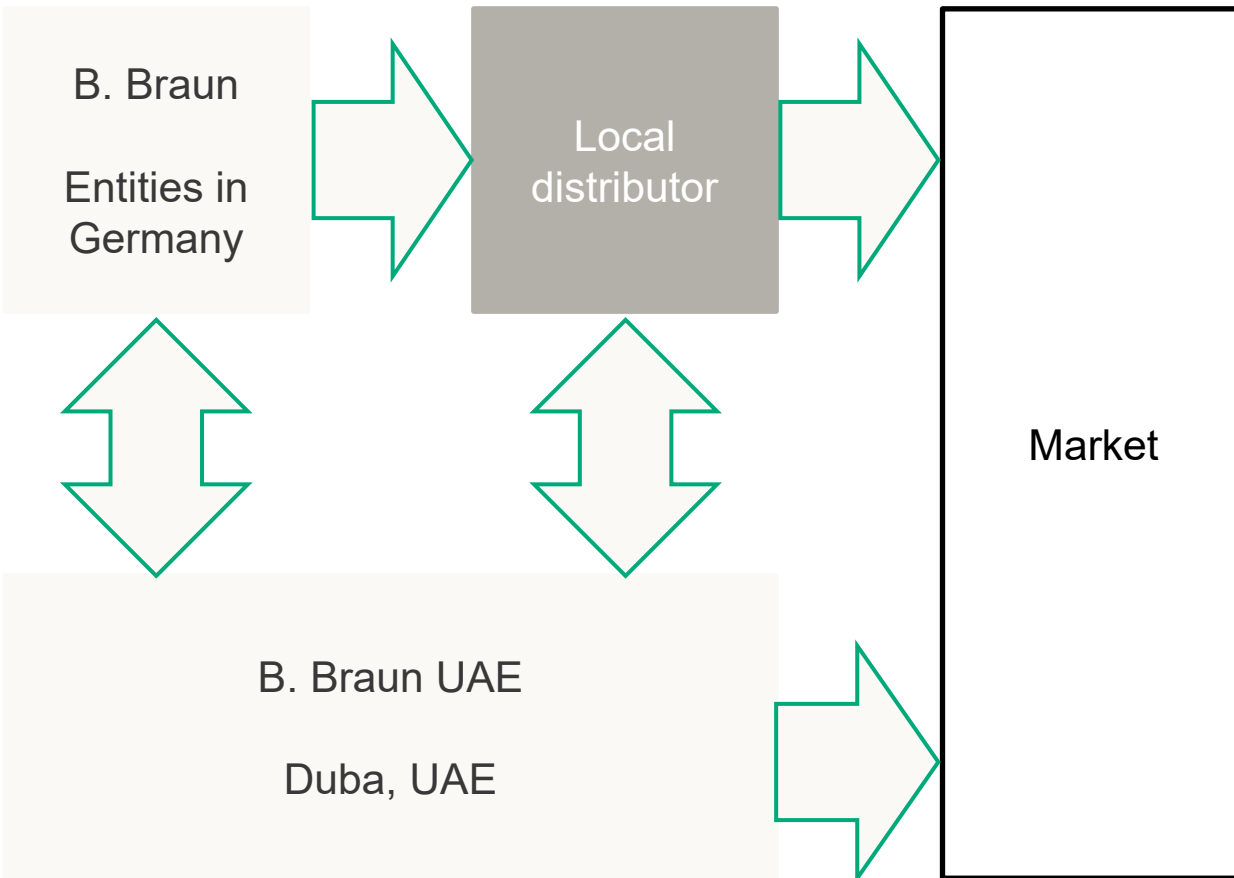 B. Braun
Entities in
Germany
Local
distributor
Market
B. Braun UAE
Duba, UAE